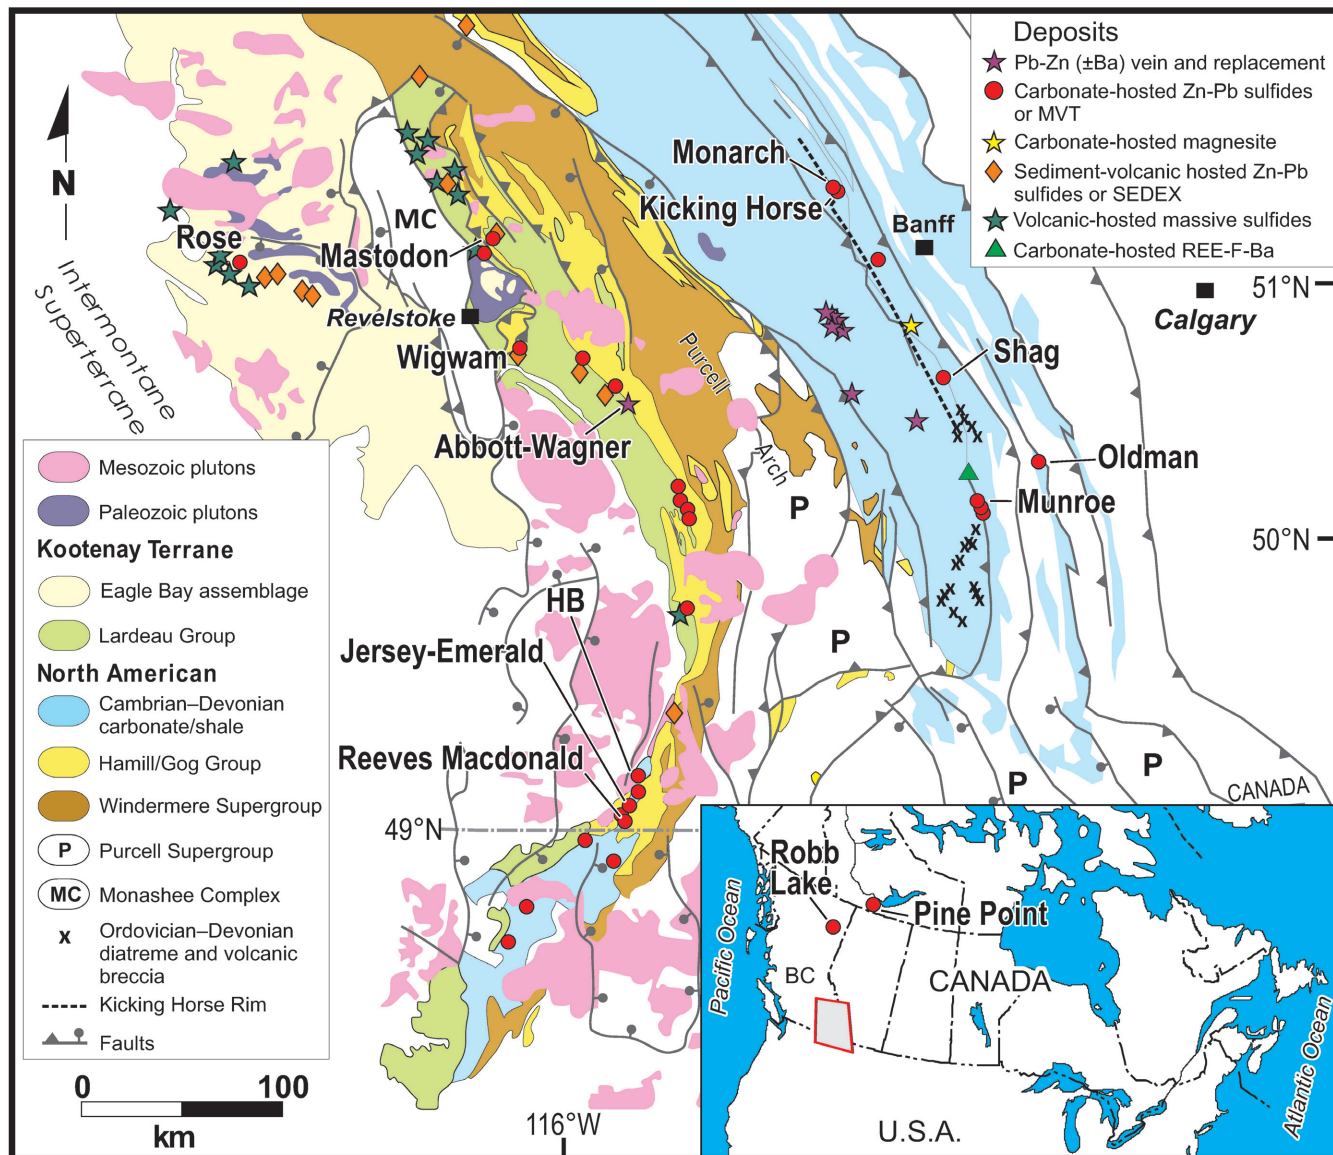 Deposits
Pb-Zn (±Ba) vein and replacement
Carbonate-hosted Zn-Pb sulfides
or MVT
Carbonate-hosted magnesite
Sediment-volcanic hosted Zn-Pb
sulfides or SEDEX
Volcanic-hosted massive sulfides
Carbonate-hosted REE-F-Ba
N
Intermontane
Superterrane
Rose
MC
Mastodon
Revelstoke
Wigwam
Abbott-Wagner
Monarch
Kicking Horse
Banff
Calgary
51°N
Shag
Oldman
Munroe
50°N
Purcell
Arch
P
P
P
P
HB
Jersey-Emerald
Reeves Macdonald
49°N
CANADA
116°W
Mesozoic plutons
Paleozoic plutons
Kootenay Terrane
Eagle Bay assemblage
Lardeau Group
North American
Cambrian–Devonian
carbonate/shale
Hamill/Gog Group
Windermere Supergroup
P Purcell Supergroup
MC Monashee Complex
x Ordovician–Devonian
diatreme and volcanic
breccia
Kicking Horse Rim
Faults
0 100
km
Robb
Lake
Pine Point
Pacific Ocean
BC
CANADA
U.S.A.
Atlantic Ocean